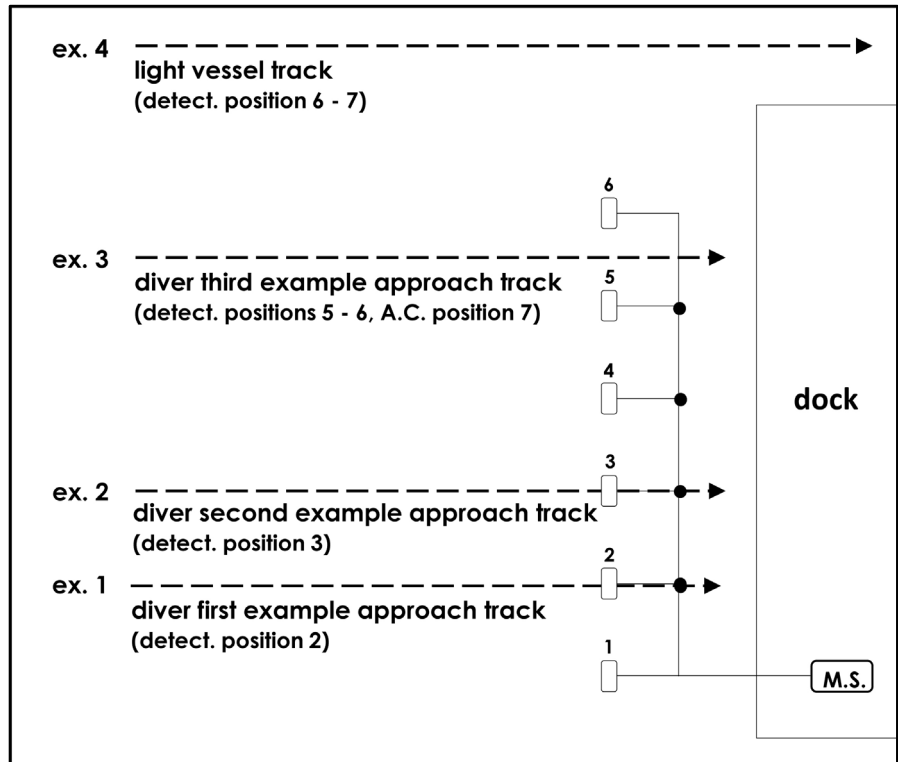 ex. 4
light vessel track
(detect. position 6 - 7)
6
ex. 3
diver third example approach track
(detect. positions 5 - 6, A.C. position 7)
5
4
dock
3
ex. 2
diver second example approach track
(detect. position 3)
2
ex. 1
diver first example approach track
(detect. position 2)
1
M.S.